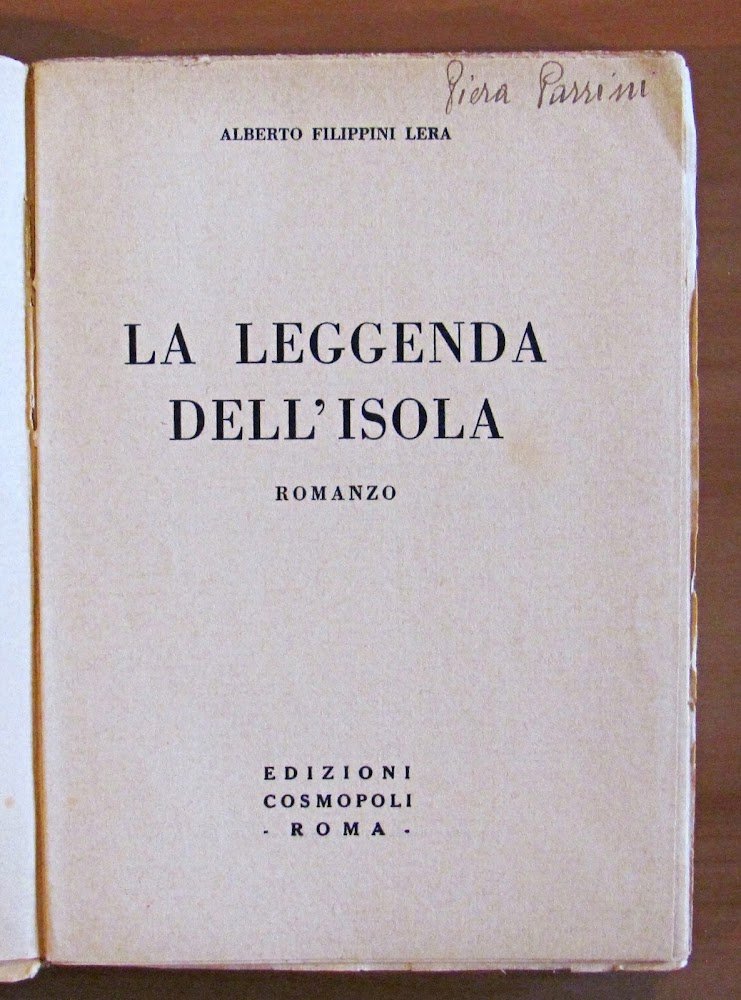 Piera Parrini
ALBERTO FILIPPINI LERA
LA LEGGENDA
DELL'ISOLA
ROMANZO
EDIZIONI
COSMOPOLI
- ROMA -